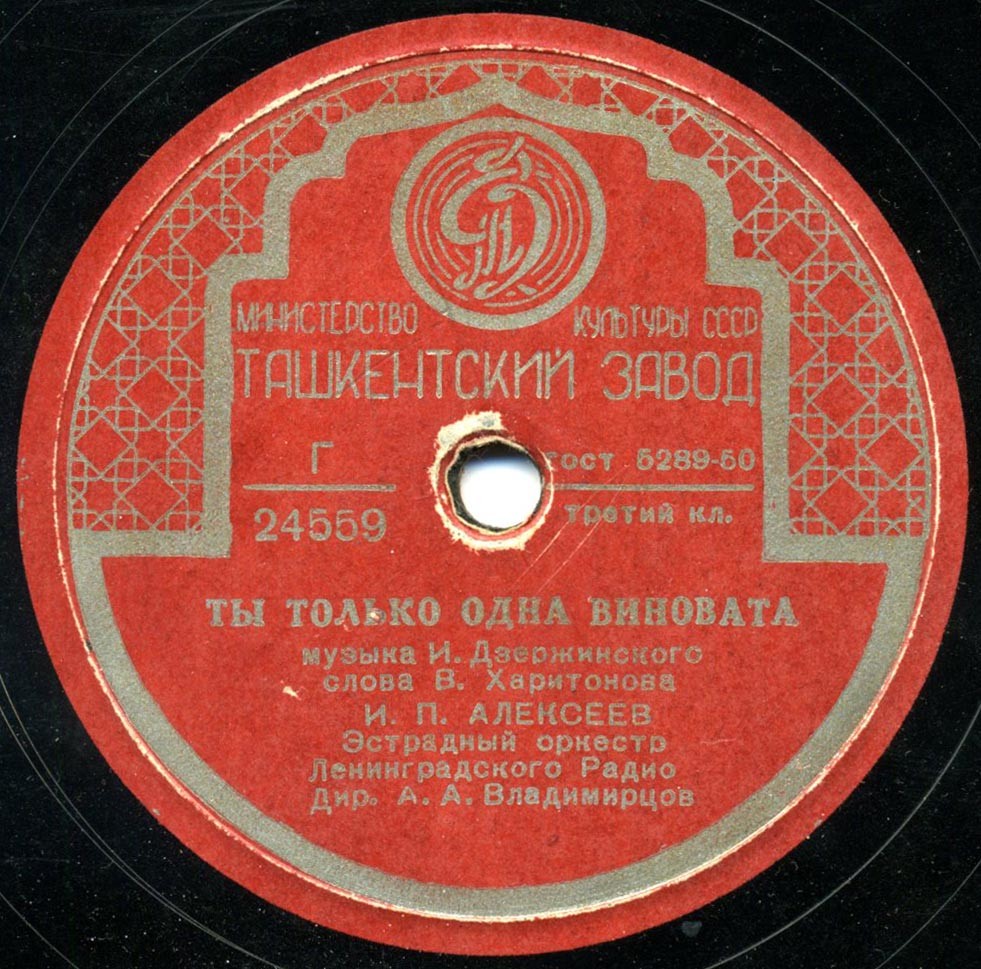 МИНИСТЕРСТВО КУЛЬТУРЫ СССР
ТАШКЕНТСКИЙ ЗАВОД
Г гост 5289-50
24559 третий кл.
ТЫ ТОЛЬКО ОДНА ВИНОВАТА
музыка И. Дзержинского
слова В. Харитонова
И. П. АЛЕКСЕЕВ
Эстрадный оркестр
Ленинградского Радио
Дир. А. А. Владимирцов